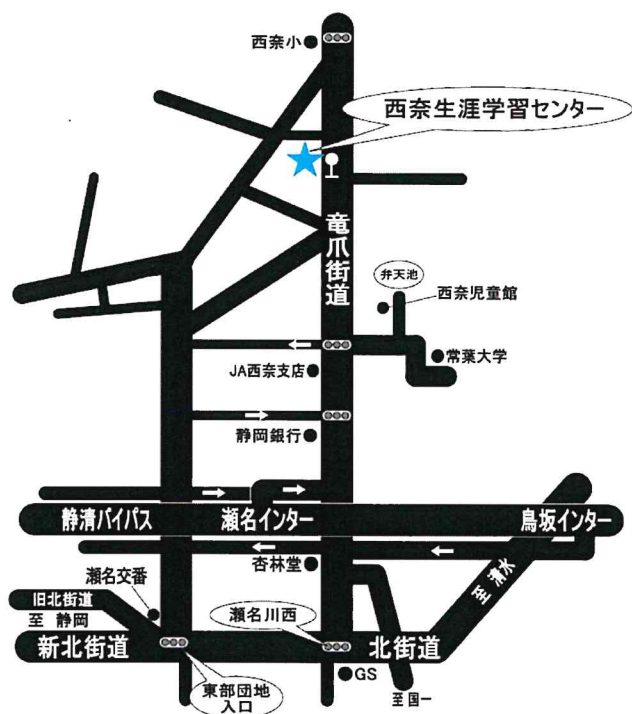 西奈小
西奈生涯学習センター
竜爪街道
弁天池
西奈児童館
常葉大学
JA西奈支店
静岡銀行
静清バイパス
瀬名インター
鳥坂インター
杏林堂
至 清水
瀬名交番
旧北街道
至 静岡
瀬名川西
新北街道
北街道
GS
東部団地
入口
至国一